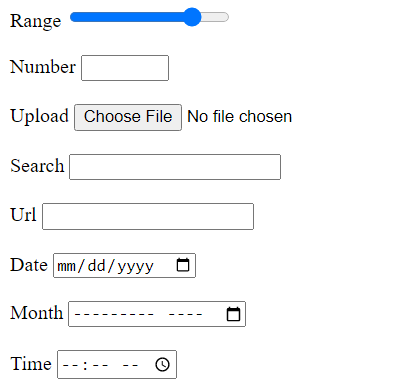 Range
Number
Upload Choose File No file chosen
Search
Url
Date mm/dd/yyyy
Month --------- ----
Time --:-- --